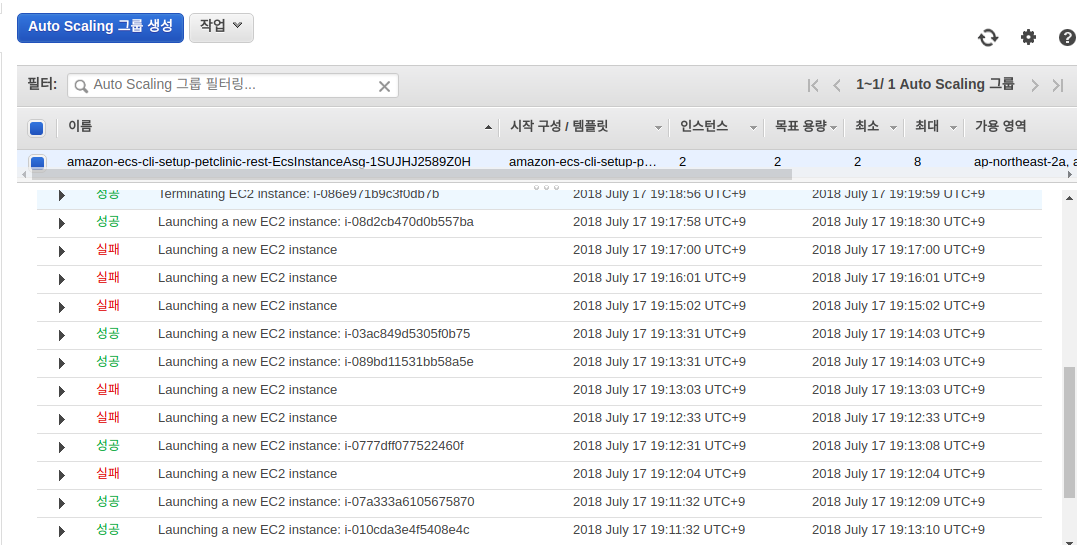 Auto Scaling 그룹 생성 작업
필터: Auto Scaling 그룹 필터링... 1~1/ 1 Auto Scaling 그룹
이름 시작 구성 / 템플릿 인스턴스 목표 용량 최소 최대 가용 영역
amazon-ecs-cli-setup-petclinic-rest-EcsInstanceAsg-1SUJHJ2589Z0H amazon-ecs-cli-setup-p... 2 2 2 8 ap-northeast-2a, a
성공 Terminating EC2 instance: i-086e971b9c3f0db7b 2018 July 17 19:18:56 UTC+9 2018 July 17 19:19:59 UTC+9
성공 Launching a new EC2 instance: i-08d2cb470d0b557ba 2018 July 17 19:17:58 UTC+9 2018 July 17 19:18:30 UTC+9
실패 Launching a new EC2 instance 2018 July 17 19:17:00 UTC+9 2018 July 17 19:17:00 UTC+9
실패 Launching a new EC2 instance 2018 July 17 19:16:01 UTC+9 2018 July 17 19:16:01 UTC+9
실패 Launching a new EC2 instance 2018 July 17 19:15:02 UTC+9 2018 July 17 19:15:02 UTC+9
성공 Launching a new EC2 instance: i-03ac849d5305f0b75 2018 July 17 19:13:31 UTC+9 2018 July 17 19:14:03 UTC+9
성공 Launching a new EC2 instance: i-089bd11531bb58a5e 2018 July 17 19:13:31 UTC+9 2018 July 17 19:14:03 UTC+9
실패 Launching a new EC2 instance 2018 July 17 19:13:03 UTC+9 2018 July 17 19:13:03 UTC+9
실패 Launching a new EC2 instance 2018 July 17 19:12:33 UTC+9 2018 July 17 19:12:33 UTC+9
성공 Launching a new EC2 instance: i-0777dff077522460f 2018 July 17 19:12:31 UTC+9 2018 July 17 19:13:08 UTC+9
실패 Launching a new EC2 instance 2018 July 17 19:12:04 UTC+9 2018 July 17 19:12:04 UTC+9
성공 Launching a new EC2 instance: i-07a333a6105675870 2018 July 17 19:11:32 UTC+9 2018 July 17 19:12:09 UTC+9
성공 Launching a new EC2 instance: i-010cda3e4f5408e4c 2018 July 17 19:11:32 UTC+9 2018 July 17 19:13:10 UTC+9